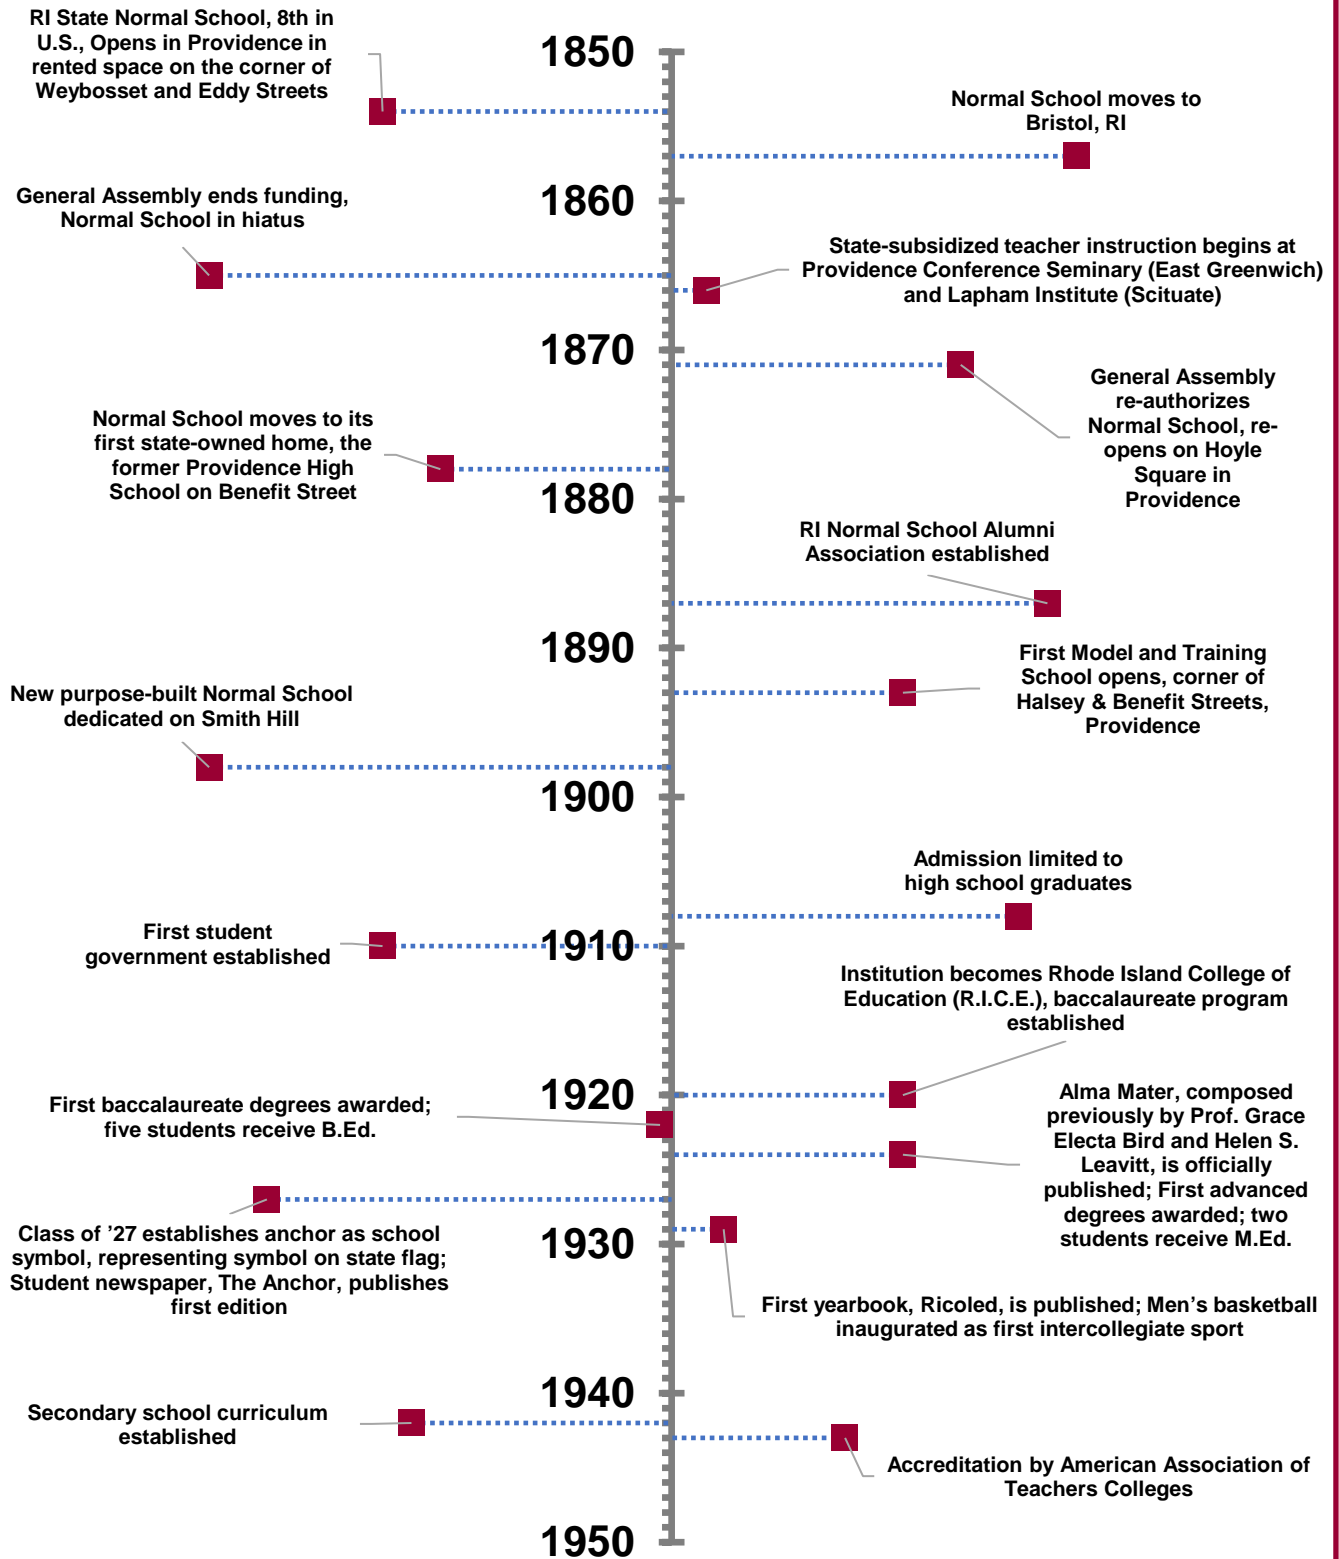 RI State Normal School, 8th in
U.S., Opens in Providence in
rented space on the corner of
Weybosset and Eddy Streets
1850
Normal School moves to
Bristol, RI
General Assembly ends funding,
Normal School in hiatus
1860
State-subsidized teacher instruction begins at
Providence Conference Seminary (East Greenwich)
and Lapham Institute (Scituate)
1870
General Assembly
re-authorizes
Normal School, re-
opens on Hoyle
Square in
Providence
Normal School moves to its
first state-owned home, the
former Providence High
School on Benefit Street
1880
RI Normal School Alumni
Association established
1890
First Model and Training
School opens, corner of
Halsey & Benefit Streets,
Providence
New purpose-built Normal School
dedicated on Smith Hill
1900
Admission limited to
high school graduates
First student
government established
1910
Institution becomes Rhode Island College of
Education (R.I.C.E.), baccalaureate program
established
1920
First baccalaureate degrees awarded;
five students receive B.Ed.
Alma Mater, composed
previously by Prof. Grace
Electa Bird and Helen S.
Leavitt, is officially
published; First advanced
degrees awarded; two
students receive M.Ed.
Class of ’27 establishes anchor as school
symbol, representing symbol on state flag;
Student newspaper, The Anchor, publishes
first edition
1930
First yearbook, Ricoled, is published; Men’s basketball
inaugurated as first intercollegiate sport
1940
Secondary school curriculum
established
Accreditation by American Association of
Teachers Colleges
1950